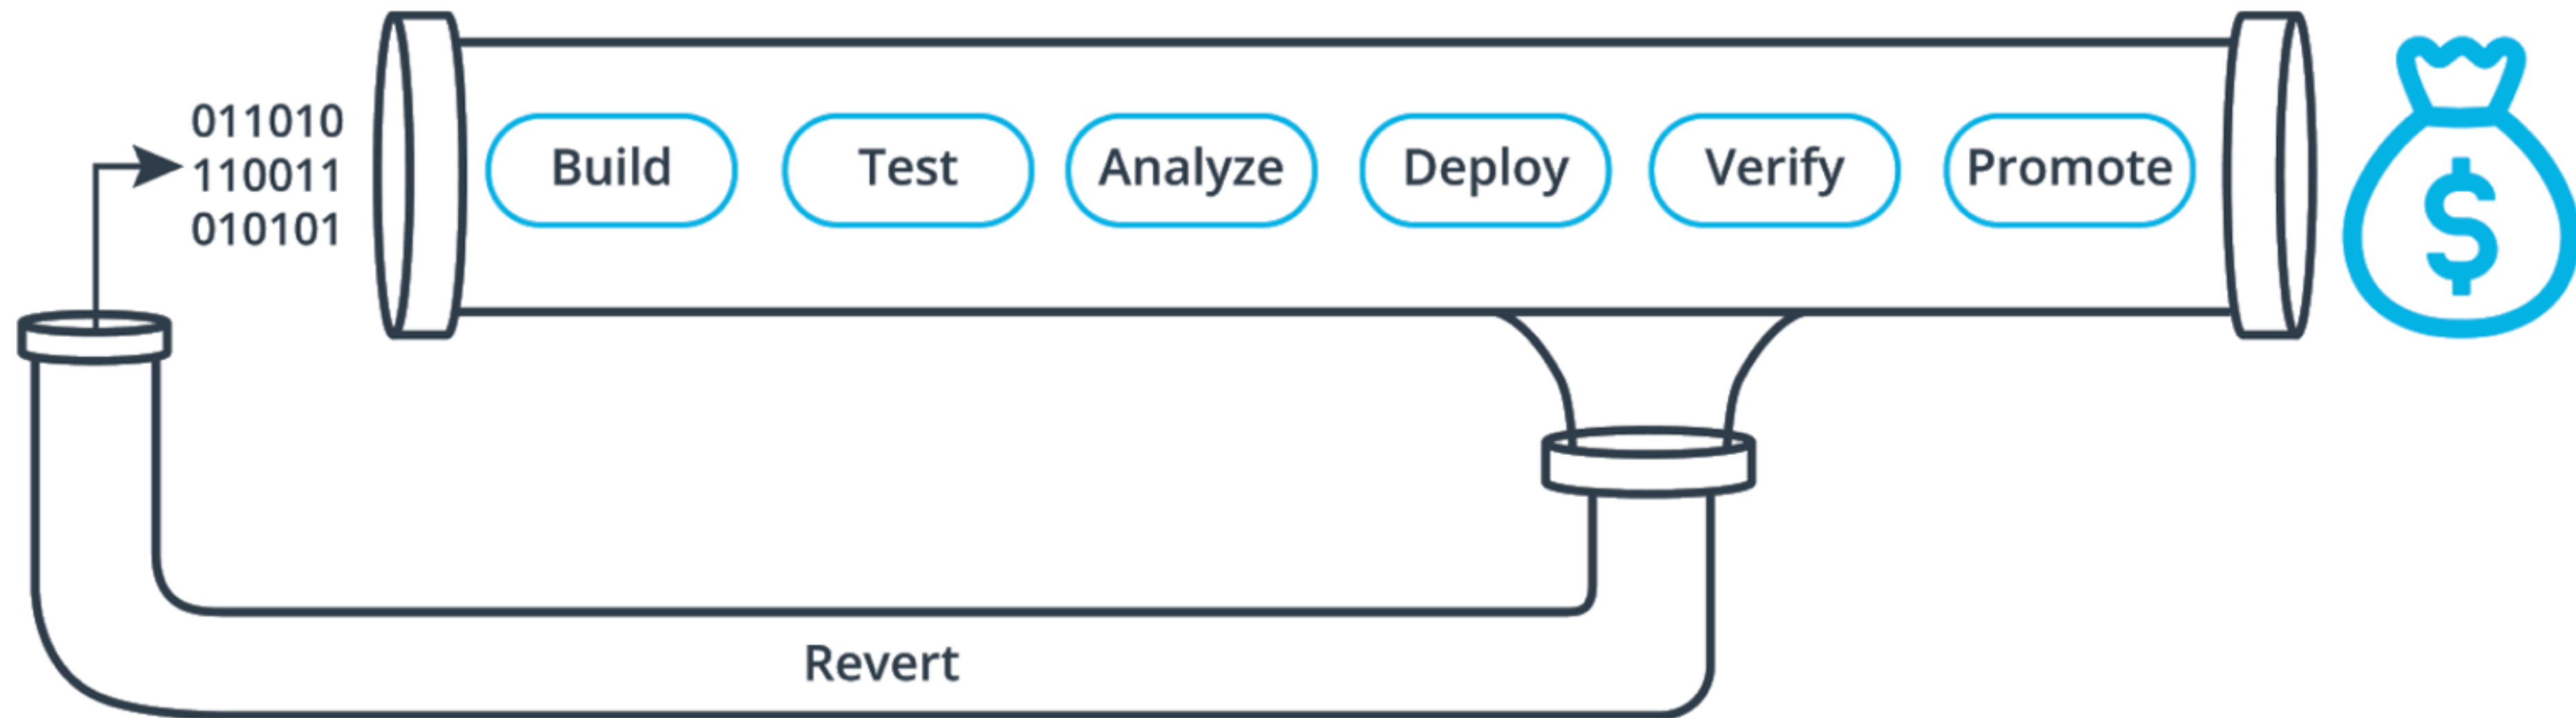 011010
110011
010101
Build
Test
Analyze
Deploy
Verify
Promote
$
Revert